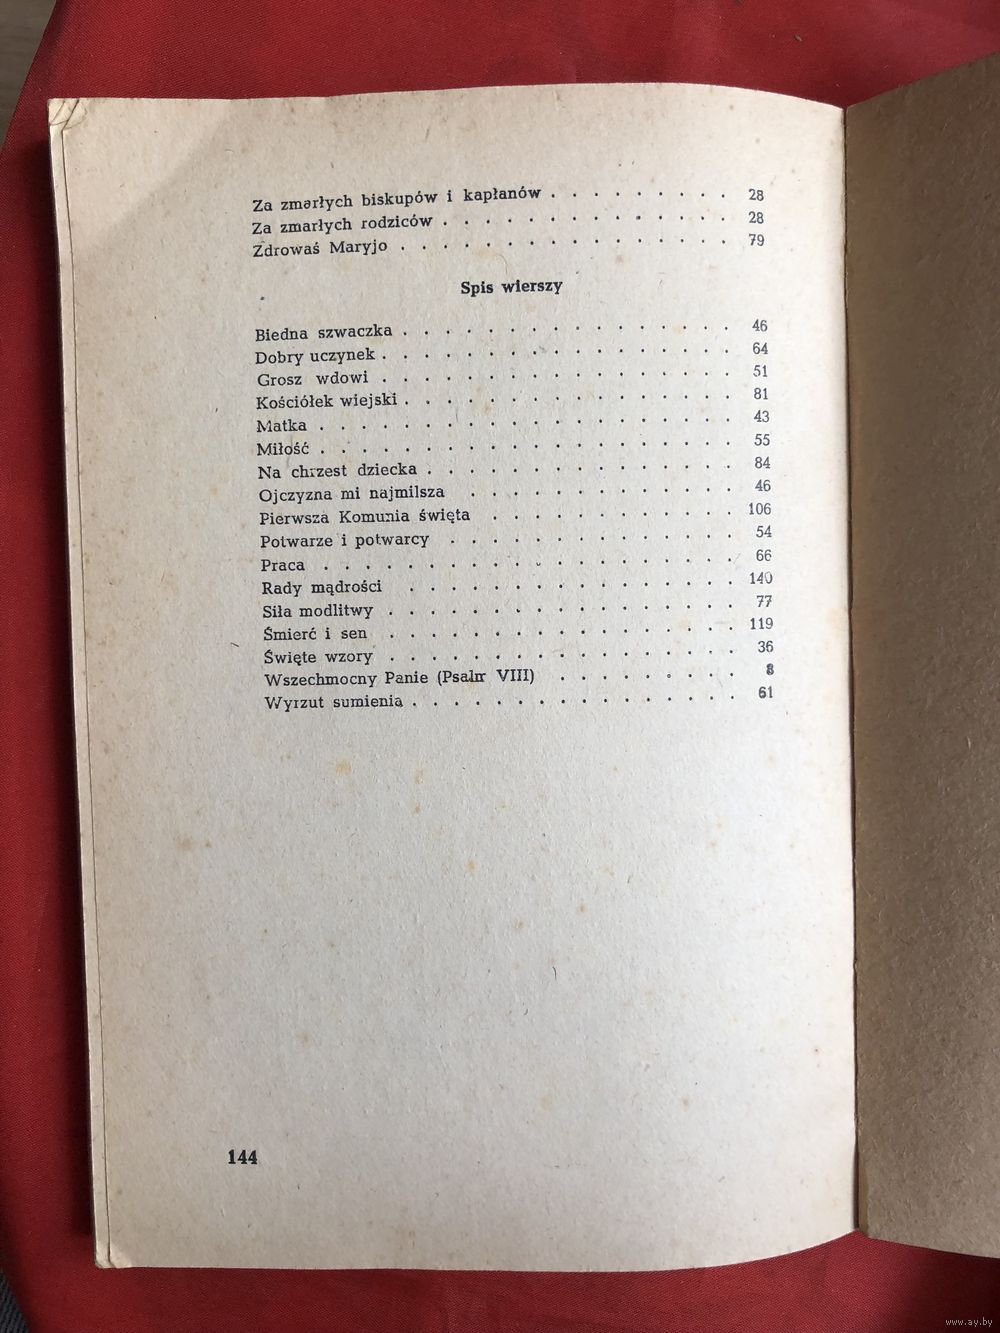 Za zmarłych biskupów i kapłanów . . . . . . . . . 28
Za zmarłych rodziców . . . . . . . . . . . . . . 28
Zdrowaś Maryjo . . . . . . . . . . . . . . . . 79
Spis wierszy
Biedna szwaczka . . . . . . . . . . . . . . . . 46
Dobry uczynek . . . . . . . . . . . . . . . . . 64
Grosz wdowi . . . . . . . . . . . . . . . . . 51
Kościółek wiejski . . . . . . . . . . . . . . . . 81
Matka . . . . . . . . . . . . . . . . . . . . 43
Miłość . . . . . . . . . . . . . . . . . . . . 55
Na chrzest dziecka . . . . . . . . . . . . . . . 84
Ojczyzna mi najmilsza . . . . . . . . . . . . . 46
Pierwsza Komunia święta . . . . . . . . . . . . 106
Potwarze i potwarcy . . . . . . . . . . . . . . 54
Praca . . . . . . . . . . . . . . . . . . . . 66
Rady mądrości . . . . . . . . . . . . . . . . 140
Siła modlitwy . . . . . . . . . . . . . . . . . 77
Śmierć i sen . . . . . . . . . . . . . . . . . 119
Święte wzory . . . . . . . . . . . . . . . . . 36
Wszechmocny Panie (Psalm VIII) . . . . . . . . . 8
Wyrzut sumienia . . . . . . . . . . . . . . . . 61
144
www.ay.by